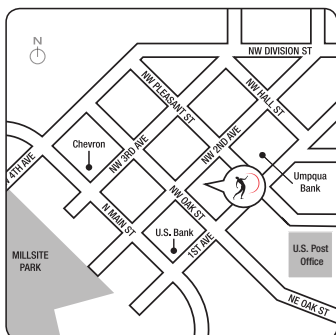 N
NW DIVISION ST
NW PLEASANT ST
NW HALL ST
Chevron
NW 3RD AVE
NW 2ND AVE
4TH AVE
Umpqua
Bank
NW OAK ST
N MAIN ST
U.S. Bank
1ST AVE
MILLSITE
PARK
U.S. Post
Office
NE OAK ST